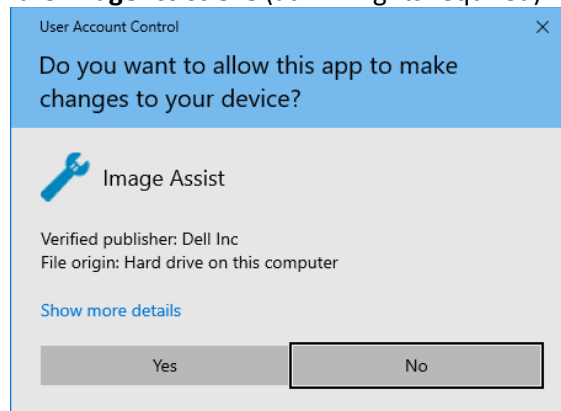 User Account Control
Do you want to allow this app to make
changes to your device?
Image Assist
Verified publisher: Dell Inc
File origin: Hard drive on this computer
Show more details
Yes No